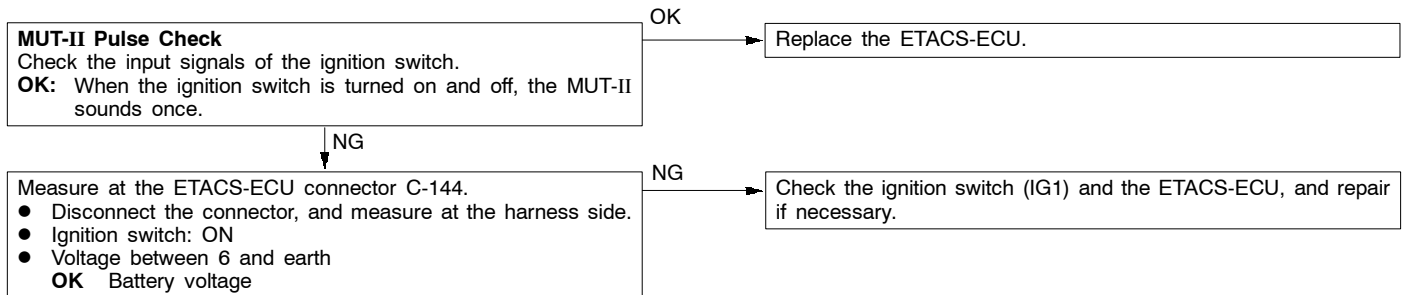 OK
MUT-II Pulse Check
Check the input signals of the ignition switch.
OK: When the ignition switch is turned on and off, the MUT-II
sounds once.
Replace the ETACS-ECU.
NG
Measure at the ETACS-ECU connector C-144.
● Disconnect the connector, and measure at the harness side.
● Ignition switch: ON
● Voltage between 6 and earth
OK Battery voltage
NG
Check the ignition switch (IG1) and the ETACS-ECU, and repair
if necessary.